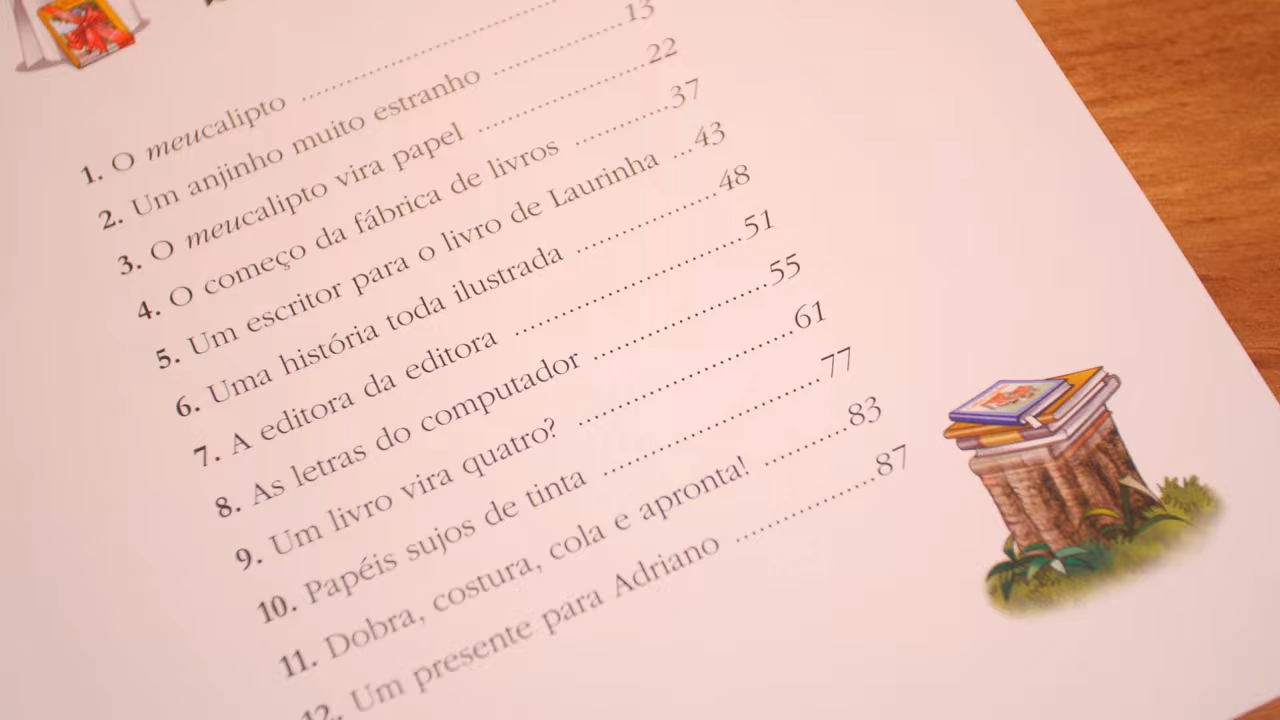 1. O meucalipto ........................................
2. Um anjinho muito estranho ....................13
3. O meucalipto vira papel .........................22
4. O começo da fábrica de livros ..............37
5. Um escritor para o livro de Laurinha ...43
6. Uma história toda ilustrada .....................48
7. A editora da editora ..................................51
8. As letras do computador ..........................55
9. Um livro vira quatro? ................................61
10. Papéis sujos de tinta ................................77
11. Dobra, costura, cola e apronta! ............83
12. Um presente para Adriano ....................87